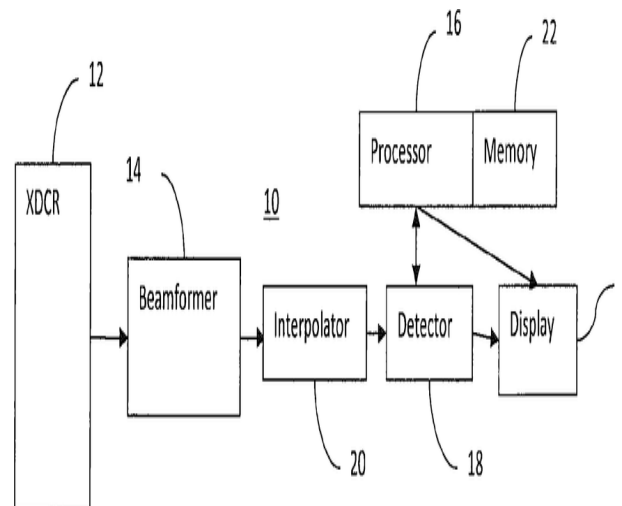 16
22
12
Processor
Memory
14
XDCR
10
Beamformer
Interpolator
Detector
Display
20
18